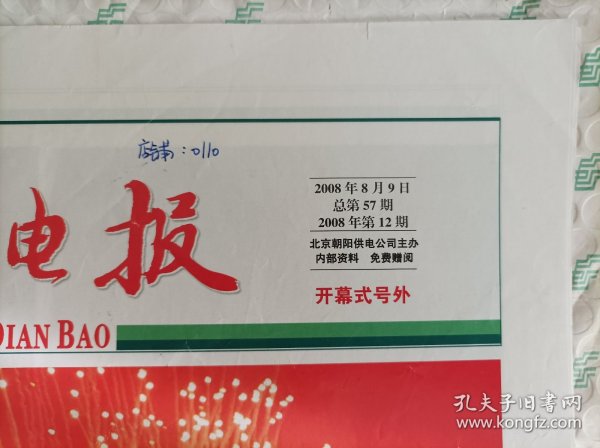 店气节:0110
电报
DIAN BAO
2008年8月9日
总第57期
2008年第12期
北京朝阳供电公司主办
内部资料 免费赠阅
开幕式号外
孔夫子旧书网